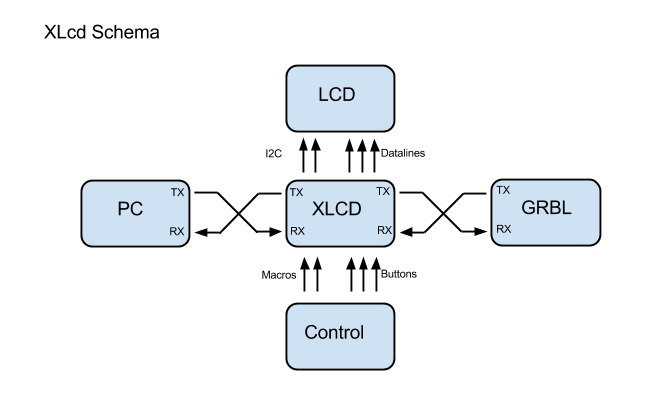 XLcd Schema
LCD
I2C
Datalines
PC
TX
RX
TX
RX
XLCD
TX
RX
TX
RX
GRBL
Macros
Buttons
Control